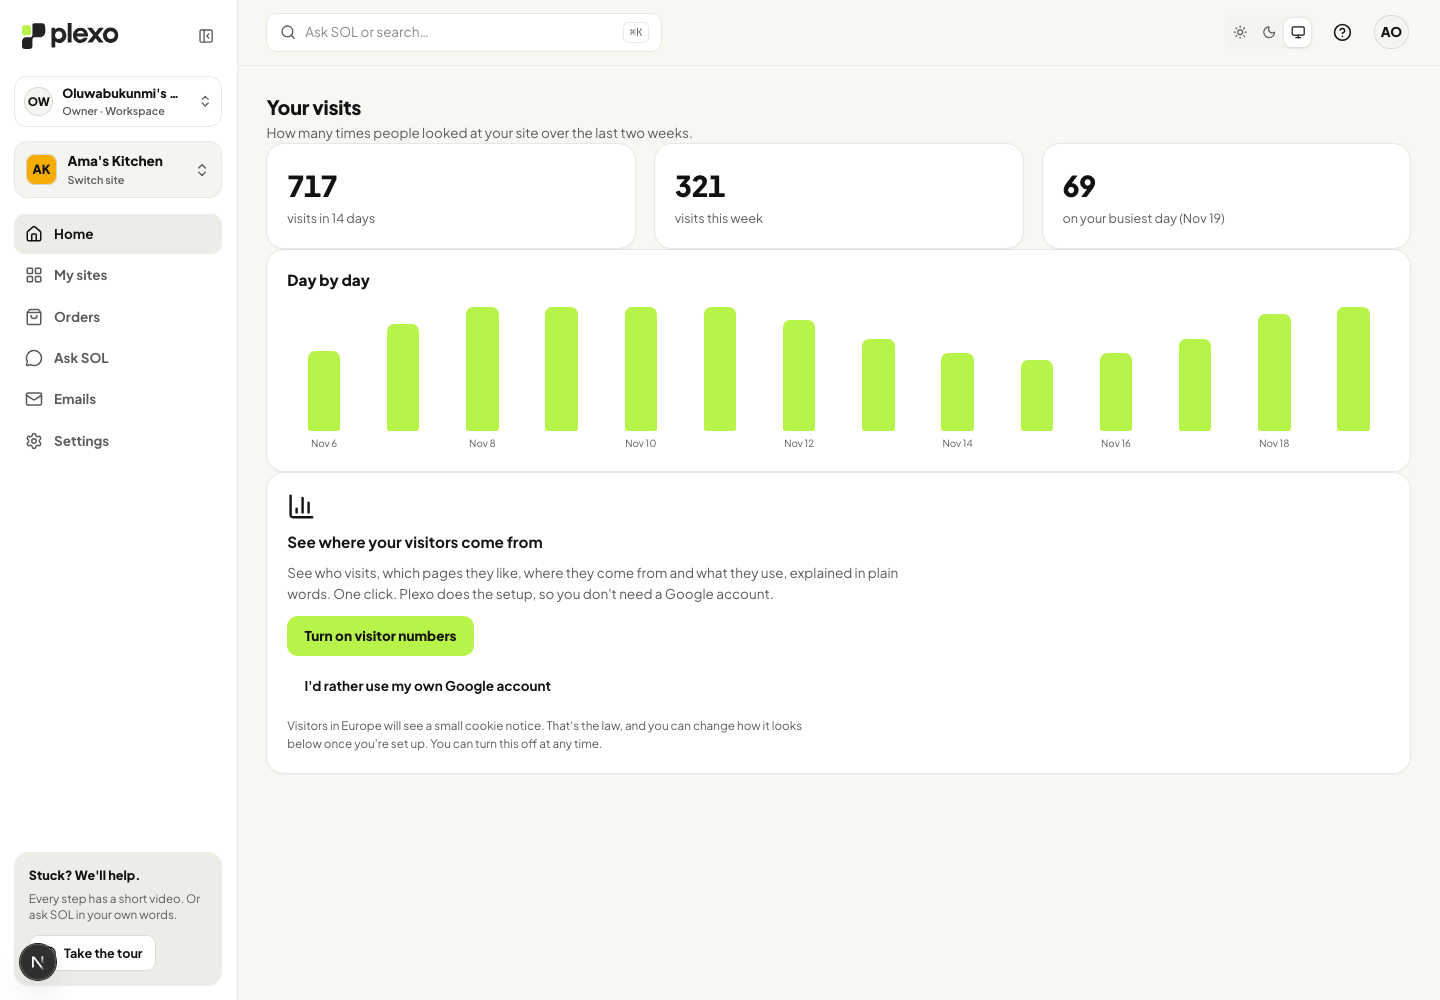 plexo
Ask SOL or search...
⌘K
AO
OW
Oluwabukunmi's ...
Owner · Workspace
AK
Ama's Kitchen
Switch site
Home
My sites
Orders
Ask SOL
Emails
Settings
Stuck? We'll help.
Every step has a short video. Or
ask SOL in your own words.
Take the tour
N
Your visits
How many times people looked at your site over the last two weeks.
717
visits in 14 days
321
visits this week
69
on your busiest day (Nov 19)
Day by day
Nov 6 Nov 8 Nov 10 Nov 12 Nov 14 Nov 16 Nov 18
See where your visitors come from
See who visits, which pages they like, where they come from and what they use, explained in plain
words. One click. Plexo does the setup, so you don't need a Google account.
Turn on visitor numbers
I'd rather use my own Google account
Visitors in Europe will see a small cookie notice. That's the law, and you can change how it looks
below once you're set up. You can turn this off at any time.